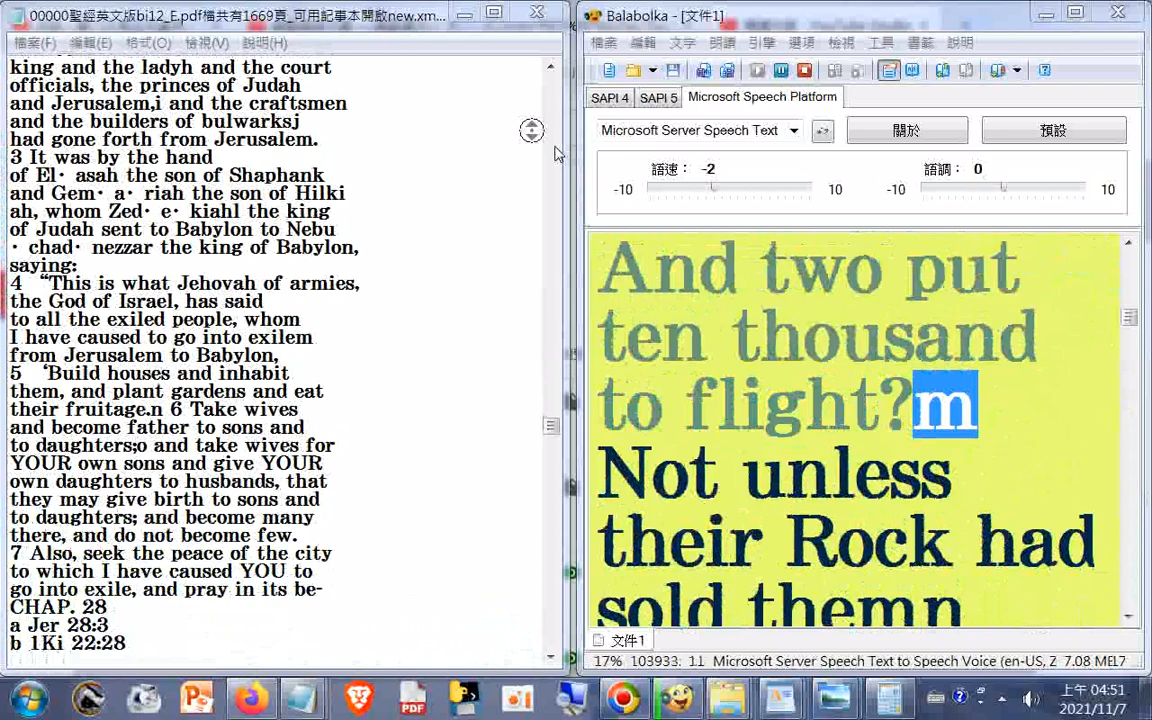 00000聖經英文版bi12_E.pdf檔共有1669頁_可用記事本開啟new.xm...
檔案(F) 編輯(E) 格式(O) 檢視(V) 說明(H)
king and the ladyh and the court
officials, the princes of Judah
and Jerusalem,i and the craftsmen
and the builders of bulwarksj
had gone forth from Jerusalem.
3 It was by the hand
of El· asah the son of Shaphank
and Gem· a· riah the son of Hilki
ah, whom Zed· e· kiahl the king
of Judah sent to Babylon to Nebu
· chad· nezzar the king of Babylon,
saying:
4 “This is what Jehovah of armies,
the God of Israel, has said
to all the exiled people, whom
I have caused to go into exilem
from Jerusalem to Babylon,
5 ‘Build houses and inhabit
them, and plant gardens and eat
their fruitage.n 6 Take wives
and become father to sons and
to daughters;o and take wives for
YOUR own sons and give YOUR
own daughters to husbands, that
they may give birth to sons and
to daughters; and become many
there, and do not become few.
7 Also, seek the peace of the city
to which I have caused YOU to
go into exile, and pray in its be-
CHAP. 28
a Jer 28:3
b 1Ki 22:28
Balabolka - [文件1]
檔案 編輯 文字 朗讀 引擎 選項 檢視 工具 書籤 說明
SAPI 4 SAPI 5 Microsoft Speech Platform
Microsoft Server Speech Text 關於 預設
語速： -2 語調： 0
-10 10 -10 10
And two put
ten thousand
to flight?m
Not unless
their Rock had
sold themn
文件1
17% 103933: 1.1 Microsoft Server Speech Text to Speech Voice (en-US, Z 7.08 MEL7
上午 04:51
2021/11/7